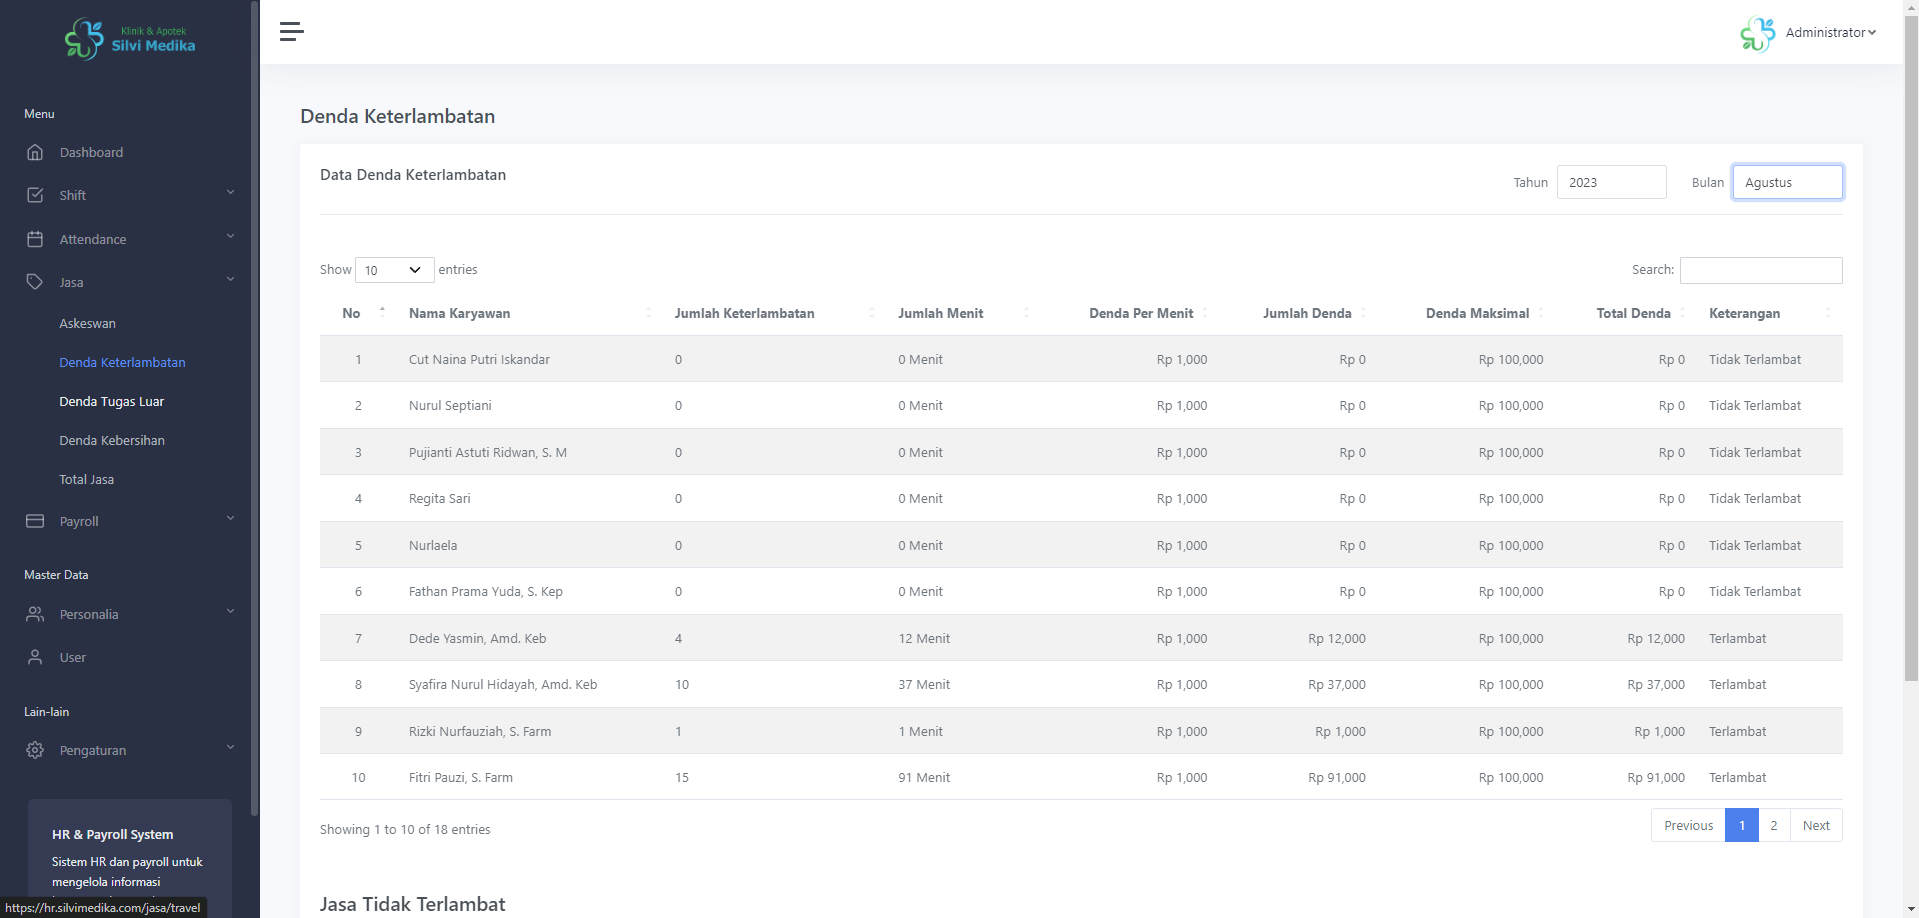 Klinik & Apotek
Silvi Medika
Administrator
Menu
Dashboard
Shift
Attendance
Jasa
Askeswan
Denda Keterlambatan
Denda Tugas Luar
Denda Kebersihan
Total Jasa
Payroll
Master Data
Personalia
User
Lain-lain
Pengaturan
HR & Payroll System
Sistem HR dan payroll untuk
mengelola informasi
https://hr.silvimedika.com/jasa/travel
Denda Keterlambatan
Data Denda Keterlambatan
Tahun 2023 Bulan Agustus
Show 10 entries Search:
No Nama Karyawan Jumlah Keterlambatan Jumlah Menit Denda Per Menit Jumlah Denda Denda Maksimal Total Denda Keterangan
1 Cut Naina Putri Iskandar 0 0 Menit Rp 1,000 Rp 0 Rp 100,000 Rp 0 Tidak Terlambat
2 Nurul Septiani 0 0 Menit Rp 1,000 Rp 0 Rp 100,000 Rp 0 Tidak Terlambat
3 Pujianti Astuti Ridwan, S. M 0 0 Menit Rp 1,000 Rp 0 Rp 100,000 Rp 0 Tidak Terlambat
4 Regita Sari 0 0 Menit Rp 1,000 Rp 0 Rp 100,000 Rp 0 Tidak Terlambat
5 Nurlaela 0 0 Menit Rp 1,000 Rp 0 Rp 100,000 Rp 0 Tidak Terlambat
6 Fathan Prama Yuda, S. Kep 0 0 Menit Rp 1,000 Rp 0 Rp 100,000 Rp 0 Tidak Terlambat
7 Dede Yasmin, Amd. Keb 4 12 Menit Rp 1,000 Rp 12,000 Rp 100,000 Rp 12,000 Terlambat
8 Syafira Nurul Hidayah, Amd. Keb 10 37 Menit Rp 1,000 Rp 37,000 Rp 100,000 Rp 37,000 Terlambat
9 Rizki Nurfauziah, S. Farm 1 1 Menit Rp 1,000 Rp 1,000 Rp 100,000 Rp 1,000 Terlambat
10 Fitri Pauzi, S. Farm 15 91 Menit Rp 1,000 Rp 91,000 Rp 100,000 Rp 91,000 Terlambat
Showing 1 to 10 of 18 entries Previous 1 2 Next
Jasa Tidak Terlambat